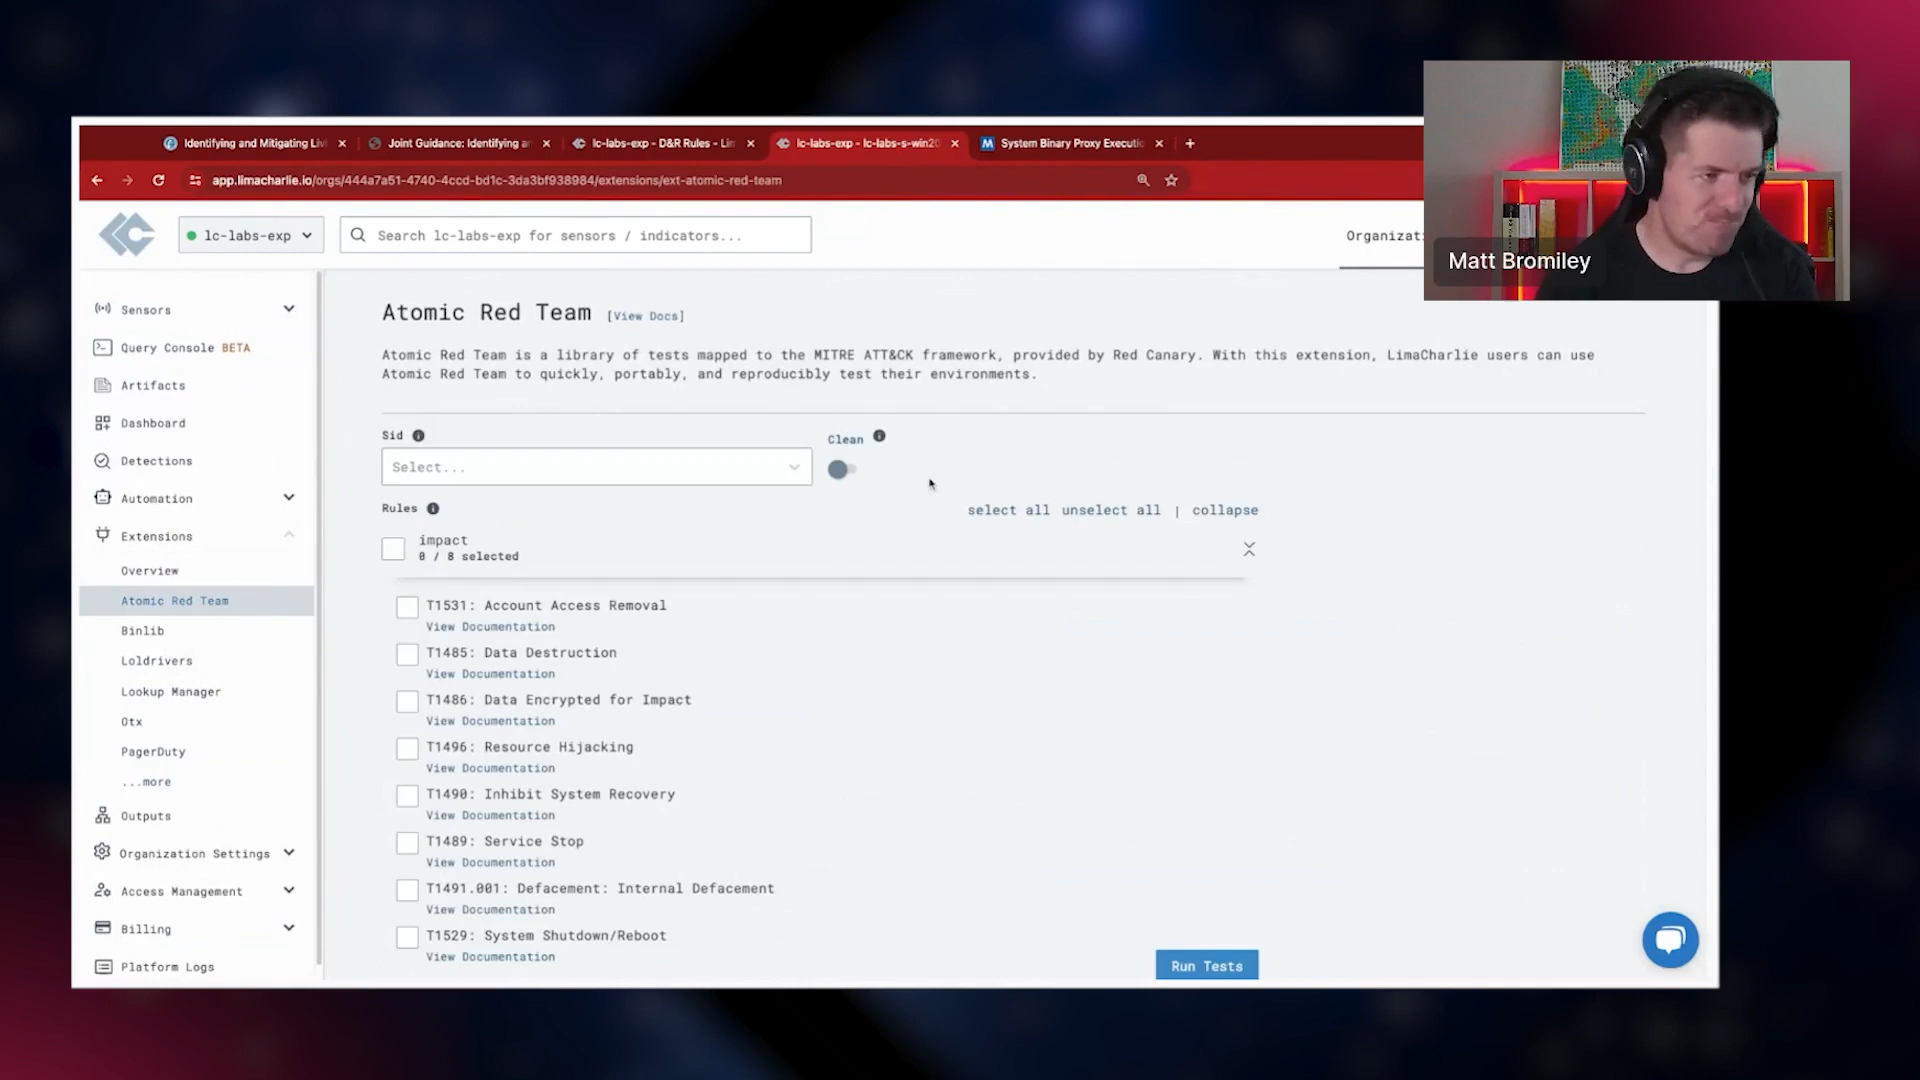 Identifying and Mitigating Livi
Joint Guidance: Identifying a
lc-labs-exp - D&R Rules - Lim
lc-labs-exp - lc-labs-s-win20
System Binary Proxy Executio
app.limacharlie.io/orgs/444a7a51-4740-4ccd-bd1c-3da3bf938984/extensions/ext-atomic-red-team
lc-labs-exp
Search lc-labs-exp for sensors / indicators...
Organizat
Matt Bromiley
Sensors
Query Console BETA
Artifacts
Dashboard
Detections
Automation
Extensions
Overview
Atomic Red Team
Binlib
Loldrivers
Lookup Manager
Otx
PagerDuty
...more
Outputs
Organization Settings
Access Management
Billing
Platform Logs
Atomic Red Team [View Docs]
Atomic Red Team is a library of tests mapped to the MITRE ATT&CK framework, provided by Red Canary. With this extension, LimaCharlie users can use
Atomic Red Team to quickly, portably, and reproducibly test their environments.
Sid
Clean
Select...
Rules
select all unselect all | collapse
impact
0 / 8 selected
T1531: Account Access Removal
View Documentation
T1485: Data Destruction
View Documentation
T1486: Data Encrypted for Impact
View Documentation
T1496: Resource Hijacking
View Documentation
T1490: Inhibit System Recovery
View Documentation
T1489: Service Stop
View Documentation
T1491.001: Defacement: Internal Defacement
View Documentation
T1529: System Shutdown/Reboot
View Documentation
Run Tests